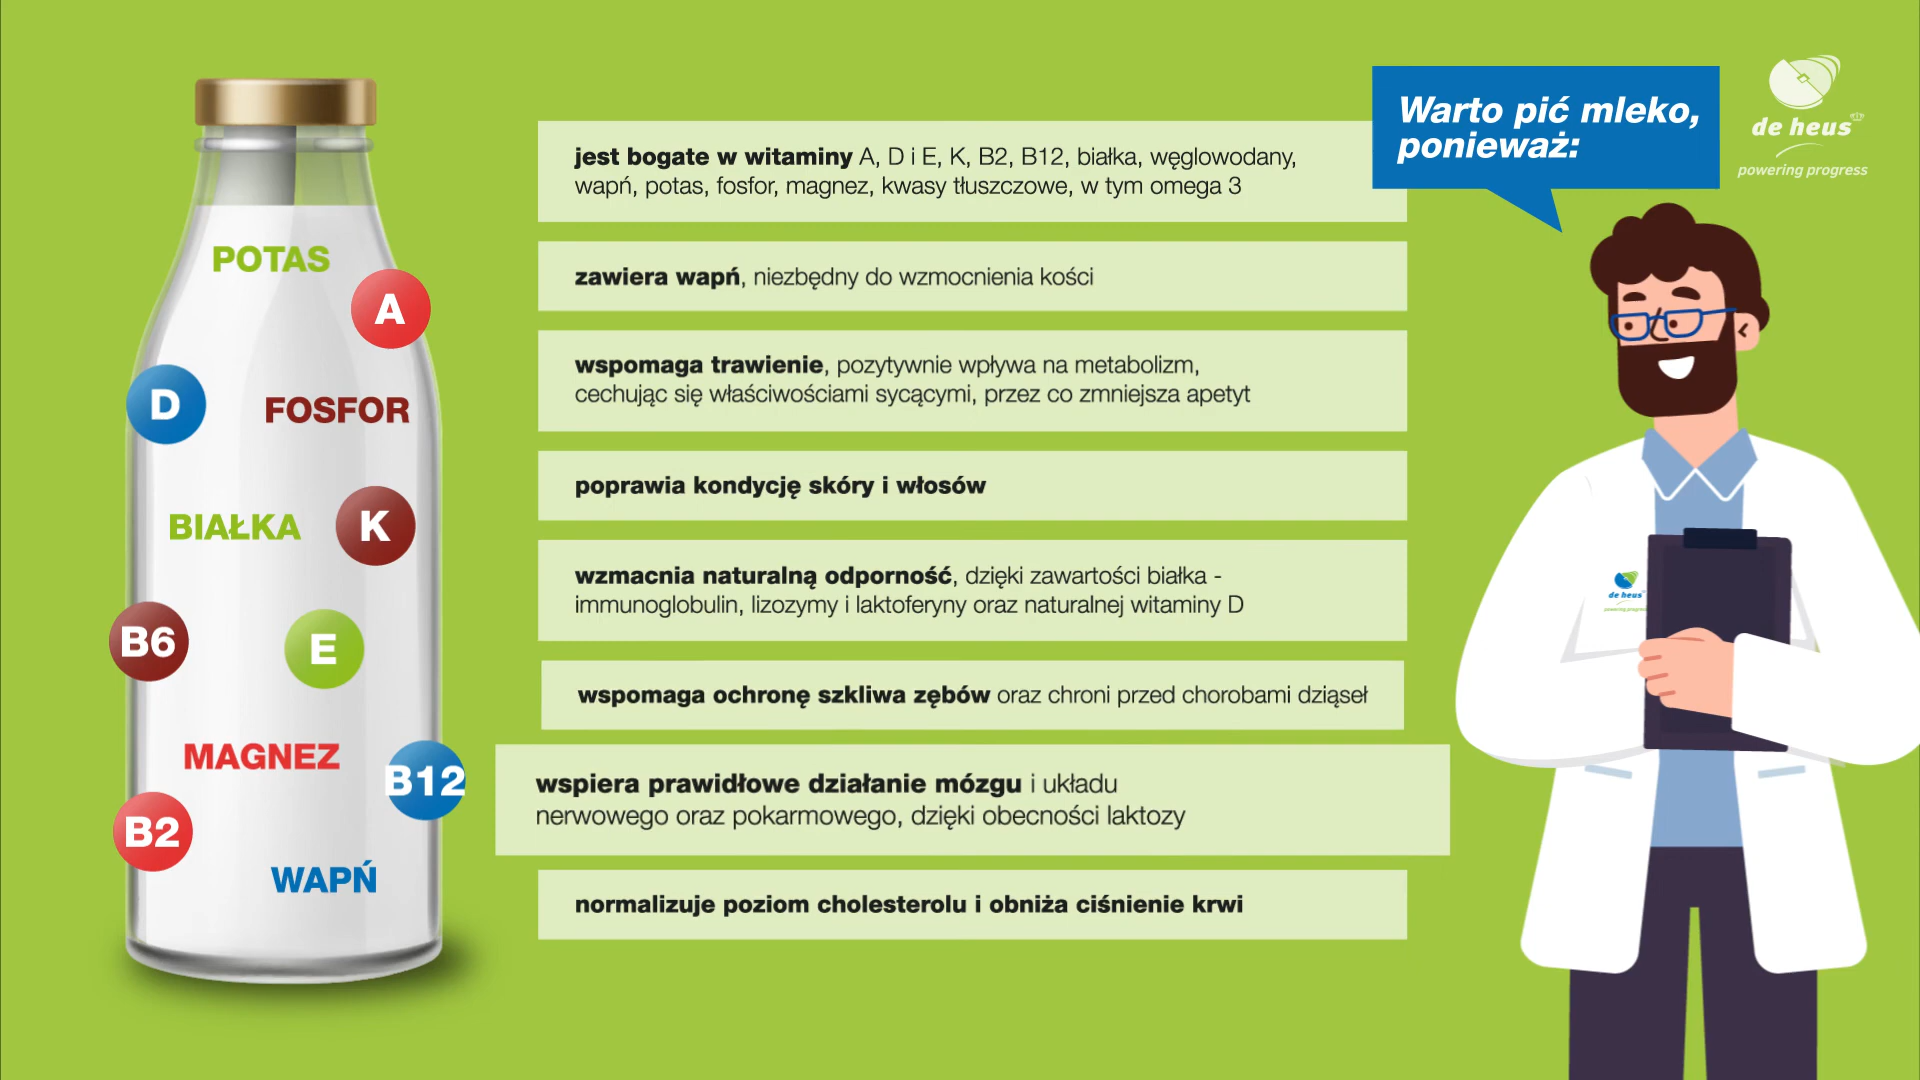 Warto pić mleko,
ponieważ:
de heus
powering progress
jest bogate w witaminy A, D i E, K, B2, B12, białka, węglowodany,
wapń, potas, fosfor, magnez, kwasy tłuszczowe, w tym omega 3
zawiera wapń, niezbędny do wzmocnienia kości
wspomaga trawienie, pozytywnie wpływa na metabolizm,
cechując się właściwościami sycącymi, przez co zmniejsza apetyt
poprawia kondycję skóry i włosów
wzmacnia naturalną odporność, dzięki zawartości białka -
immunoglobulin, lizozymy i laktoferyny oraz naturalnej witaminy D
wspomaga ochronę szkliwa zębów oraz chroni przed chorobami dziąseł
wspiera prawidłowe działanie mózgu i układu
nerwowego oraz pokarmowego, dzięki obecności laktozy
normalizuje poziom cholesterolu i obniża ciśnienie krwi
POTAS
A
D
FOSFOR
BIAŁKA
K
B6
E
MAGNEZ
B12
B2
WAPŃ
de heus
powering progress